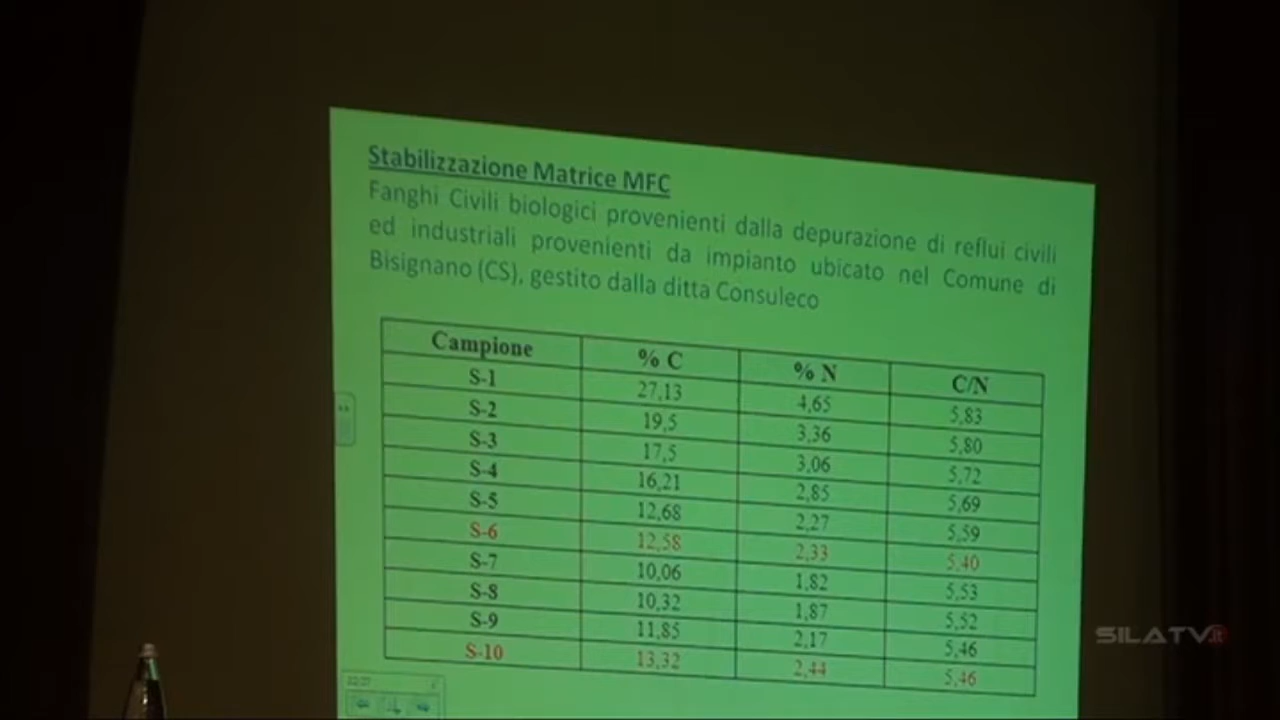 Stabilizzazione Matrice MFC
Fanghi Civili biologici provenienti dalla depurazione di reflui civili
ed industriali provenienti da impianto ubicato nel Comune di
Bisignano (CS), gestito dalla ditta Consuleco
Campione % C % N C/N
S-1 27,13 4,65 5,83
S-2 19,5 3,36 5,80
S-3 17,5 3,06 5,72
S-4 16,21 2,85 5,69
S-5 12,68 2,27 5,59
S-6 12,58 2,33 5,40
S-7 10,06 1,82 5,53
S-8 10,32 1,87 5,52
S-9 11,85 2,17 5,46
S-10 13,32 2,44 5,46
SILATV.it